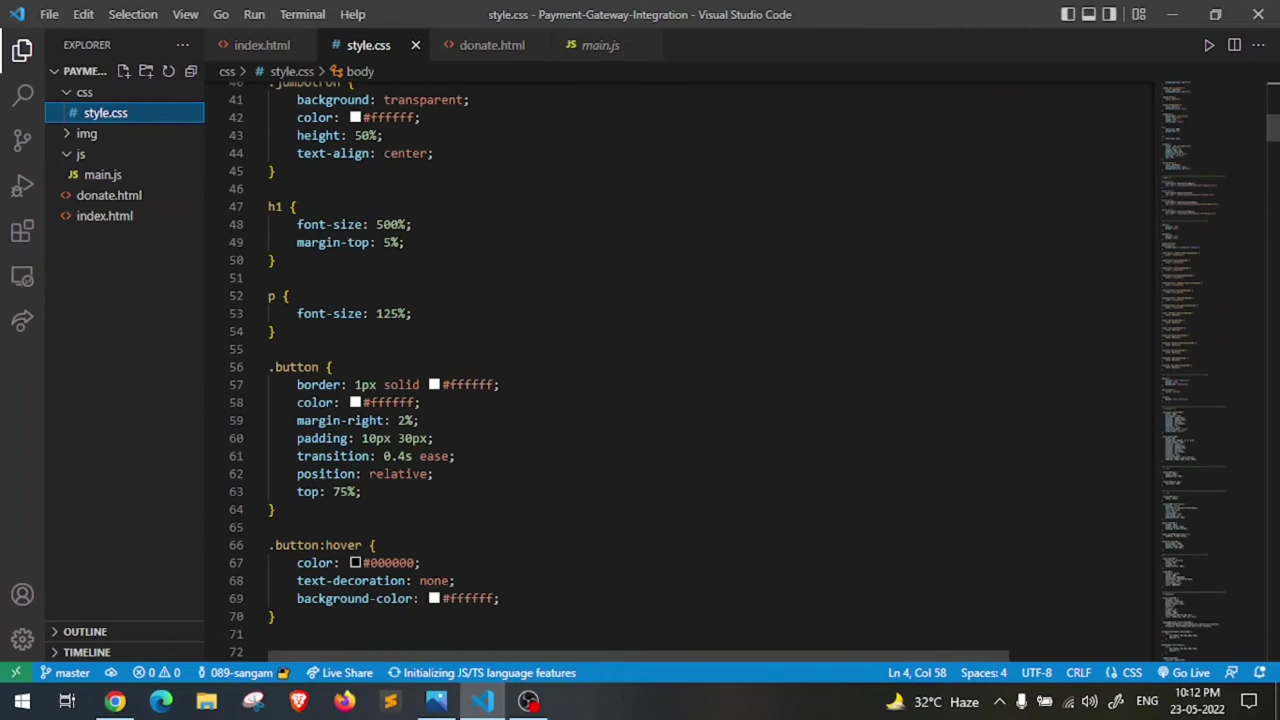 File Edit Selection View Go Run Terminal Help
style.css - Payment-Gateway-Integration - Visual Studio Code
EXPLORER
index.html
# style.css
donate.html
JS main.js
PAYME...
css > # style.css > body
css
# style.css
img
js
JS main.js
donate.html
index.html
40 .jumbotron {
41 background: transparent;
42 color: #ffffff;
43 height: 50%;
44 text-align: center;
45 }
46
47 h1 {
48 font-size: 500%;
49 margin-top: 5%;
50 }
51
52 p {
53 font-size: 125%;
54 }
55
56 .button {
57 border: 1px solid #ffffff;
58 color: #ffffff;
59 margin-right: 2%;
60 padding: 10px 30px;
61 transition: 0.4s ease;
62 position: relative;
63 top: 75%;
64 }
65
66 .button:hover {
67 color: #000000;
68 text-decoration: none;
69 background-color: #ffffff;
70 }
71
72
OUTLINE
TIMELINE
master 0 0 089-sangam Live Share Initializing JS/TS language features
Ln 4, Col 58 Spaces: 4 UTF-8 CRLF { } CSS Go Live
32°C Haze ENG 10:12 PM
23-05-2022